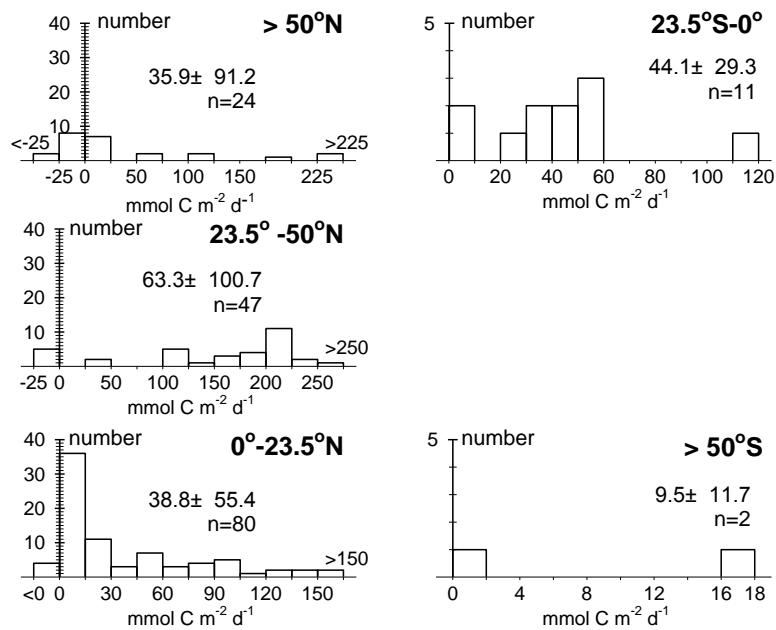 number > 50°N
40
30
20
10
35.9± 91.2
n=24
<-25
>225
-25 0 50 100 150 225
mmol C m⁻² d⁻¹
number 23.5°S-0°
5
44.1± 29.3
n=11
0 20 40 60 80 100 120
mmol C m⁻² d⁻¹
number 23.5° -50°N
40
30
20
10
63.3± 100.7
n=47
>250
-25 0 50 100 150 200 250
mmol C m⁻² d⁻¹
number 0°-23.5°N
40
30
20
10
38.8± 55.4
n=80
>150
<0 0 30 60 90 120 150
mmol C m⁻² d⁻¹
number > 50°S
5
9.5± 11.7
n=2
0 4 8 12 16 18
mmol C m⁻² d⁻¹